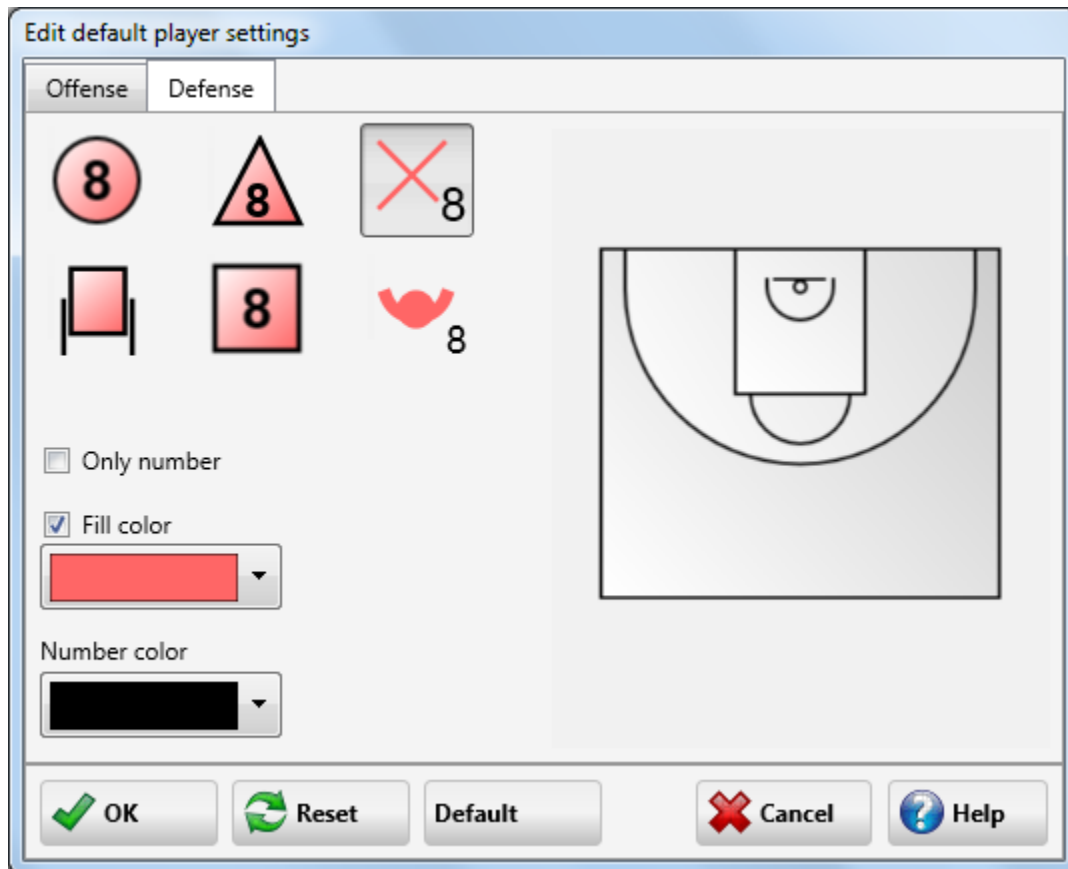 Edit default player settings
Offense Defense
8 8 8
8 8
Only number
Fill color
Number color
OK Reset Default Cancel Help